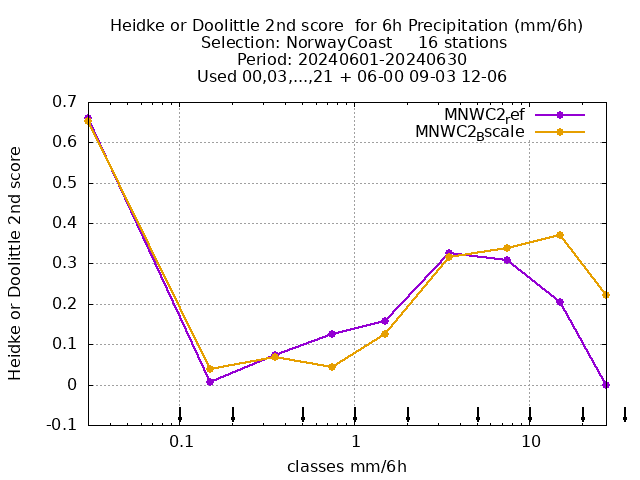 Heidke or Doolittle 2nd score  for 6h Precipitation (mm/6h)
Selection: NorwayCoast     16 stations
Period: 20240601-20240630
Used 00,03,...,21 + 06-00 09-03 12-06
MNWC2ref
MNWC2Bscale
0.7
0.6
0.5
0.4
0.3
0.2
0.1
0
-0.1
Heidke or Doolittle 2nd score
0.1
1
10
classes mm/6h